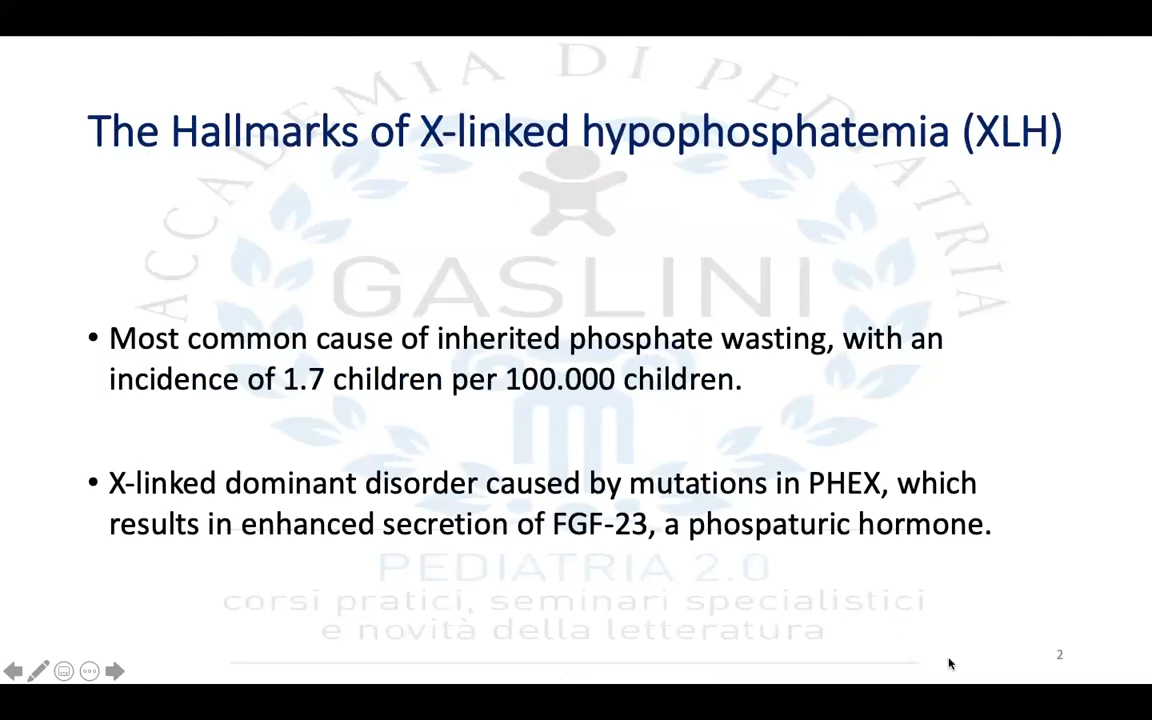 ACCADEMIA DI PEDIATRIA
The Hallmarks of X-linked hypophosphatemia (XLH)
GASLINI
• Most common cause of inherited phosphate wasting, with an
incidence of 1.7 children per 100.000 children.
• X-linked dominant disorder caused by mutations in PHEX, which
results in enhanced secretion of FGF-23, a phospaturic hormone.
PEDIATRIA 2.0
corsi pratici, seminari specialistici
e novità della letteratura
2